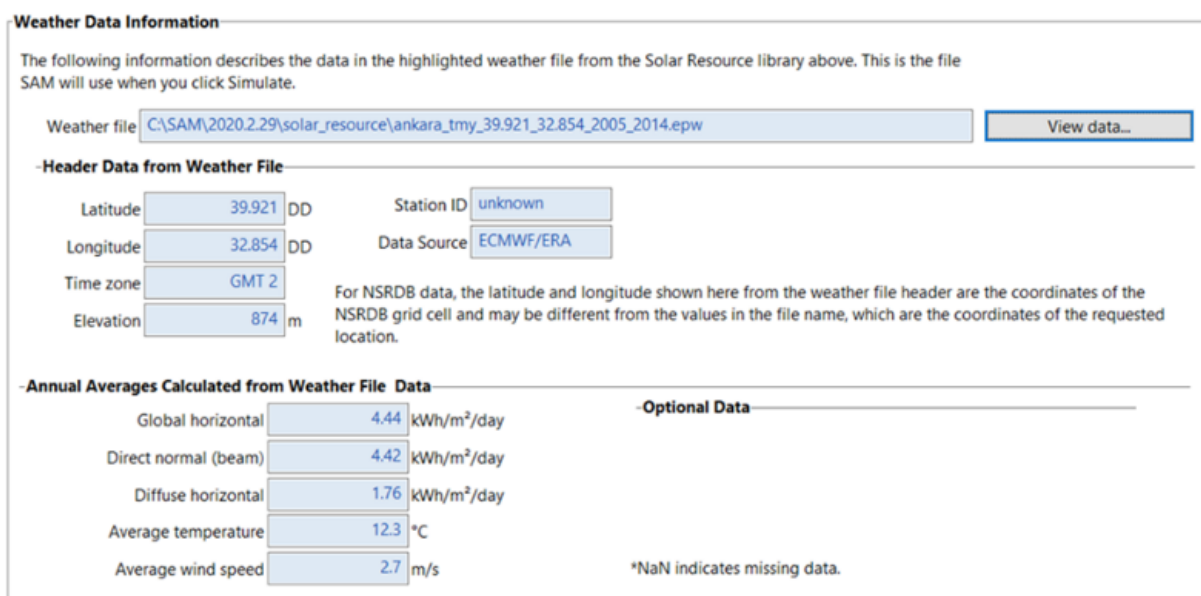 Weather Data Information
The following information describes the data in the highlighted weather file from the Solar Resource library above. This is the file
SAM will use when you click Simulate.
Weather file C:\SAM\2020.2.29\solar_resource\ankara_tmy_39.921_32.854_2005_2014.epw View data...
Header Data from Weather File
Latitude 39.921 DD Station ID unknown
Longitude 32.854 DD Data Source ECMWF/ERA
Time zone GMT 2
Elevation 874 m
For NSRDB data, the latitude and longitude shown here from the weather file header are the coordinates of the
NSRDB grid cell and may be different from the values in the file name, which are the coordinates of the requested
location.
Annual Averages Calculated from Weather File Data
Optional Data
Global horizontal 4.44 kWh/m²/day
Direct normal (beam) 4.42 kWh/m²/day
Diffuse horizontal 1.76 kWh/m²/day
Average temperature 12.3 °C
Average wind speed 2.7 m/s
*NaN indicates missing data.